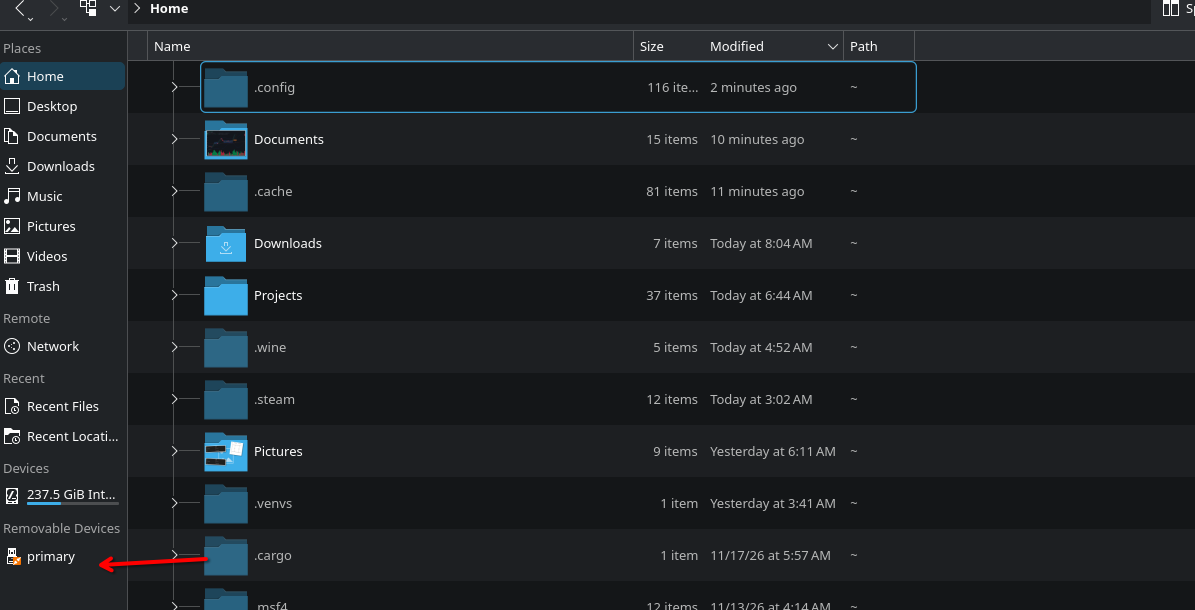 Home
Sp
Places
Home
Desktop
Documents
Downloads
Music
Pictures
Videos
Trash
Remote
Network
Recent
Recent Files
Recent Locati...
Devices
237.5 GiB Int...
Removable Devices
primary
Name Size Modified Path
.config 116 ite... 2 minutes ago ~
Documents 15 items 10 minutes ago ~
.cache 81 items 11 minutes ago ~
Downloads 7 items Today at 8:04 AM ~
Projects 37 items Today at 6:44 AM ~
.wine 5 items Today at 4:52 AM ~
.steam 12 items Today at 3:02 AM ~
Pictures 9 items Yesterday at 6:11 AM ~
.venvs 1 item Yesterday at 3:41 AM ~
.cargo 1 item 11/17/26 at 5:57 AM ~
.msf4 12 items 11/13/26 at 4:14 AM ~